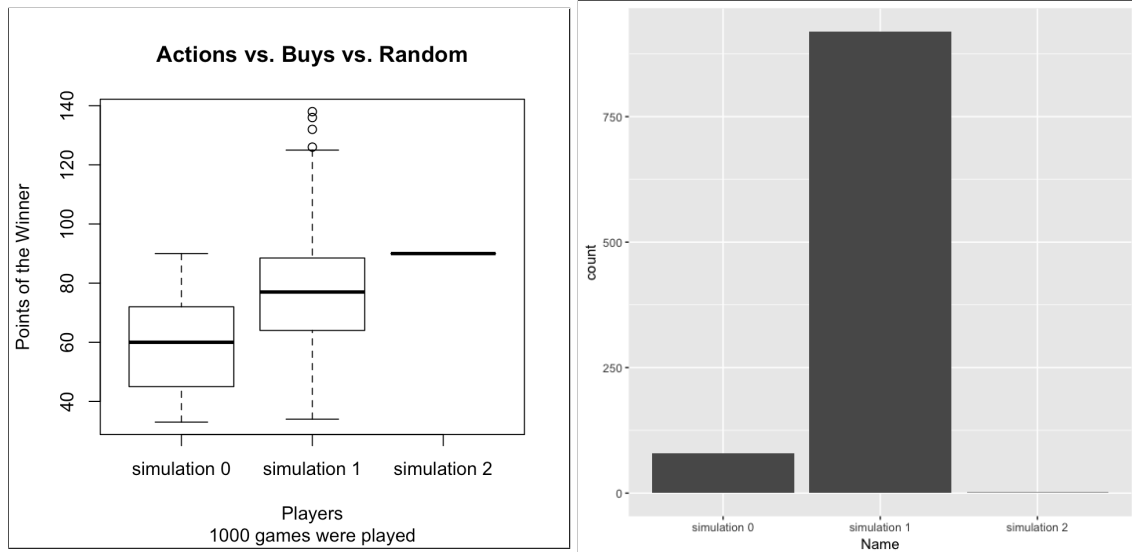 Actions vs. Buys vs. Random
Points of the Winner
140
120
100
80
60
40
simulation 0 simulation 1 simulation 2
Players
1000 games were played
count
750
500
250
0
simulation 0 simulation 1 simulation 2
Name